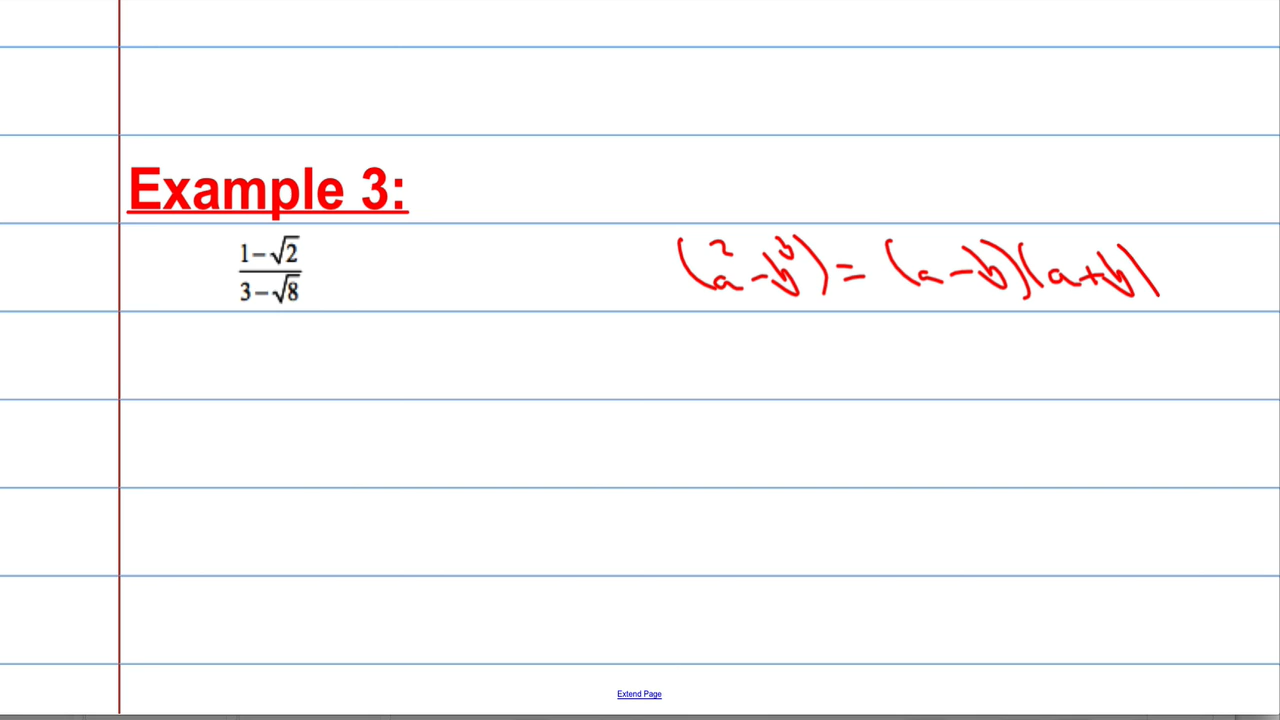 Example 3:
1-√2
3-√8
(a² - b²) = (a - b)(a + b)
Extend Page